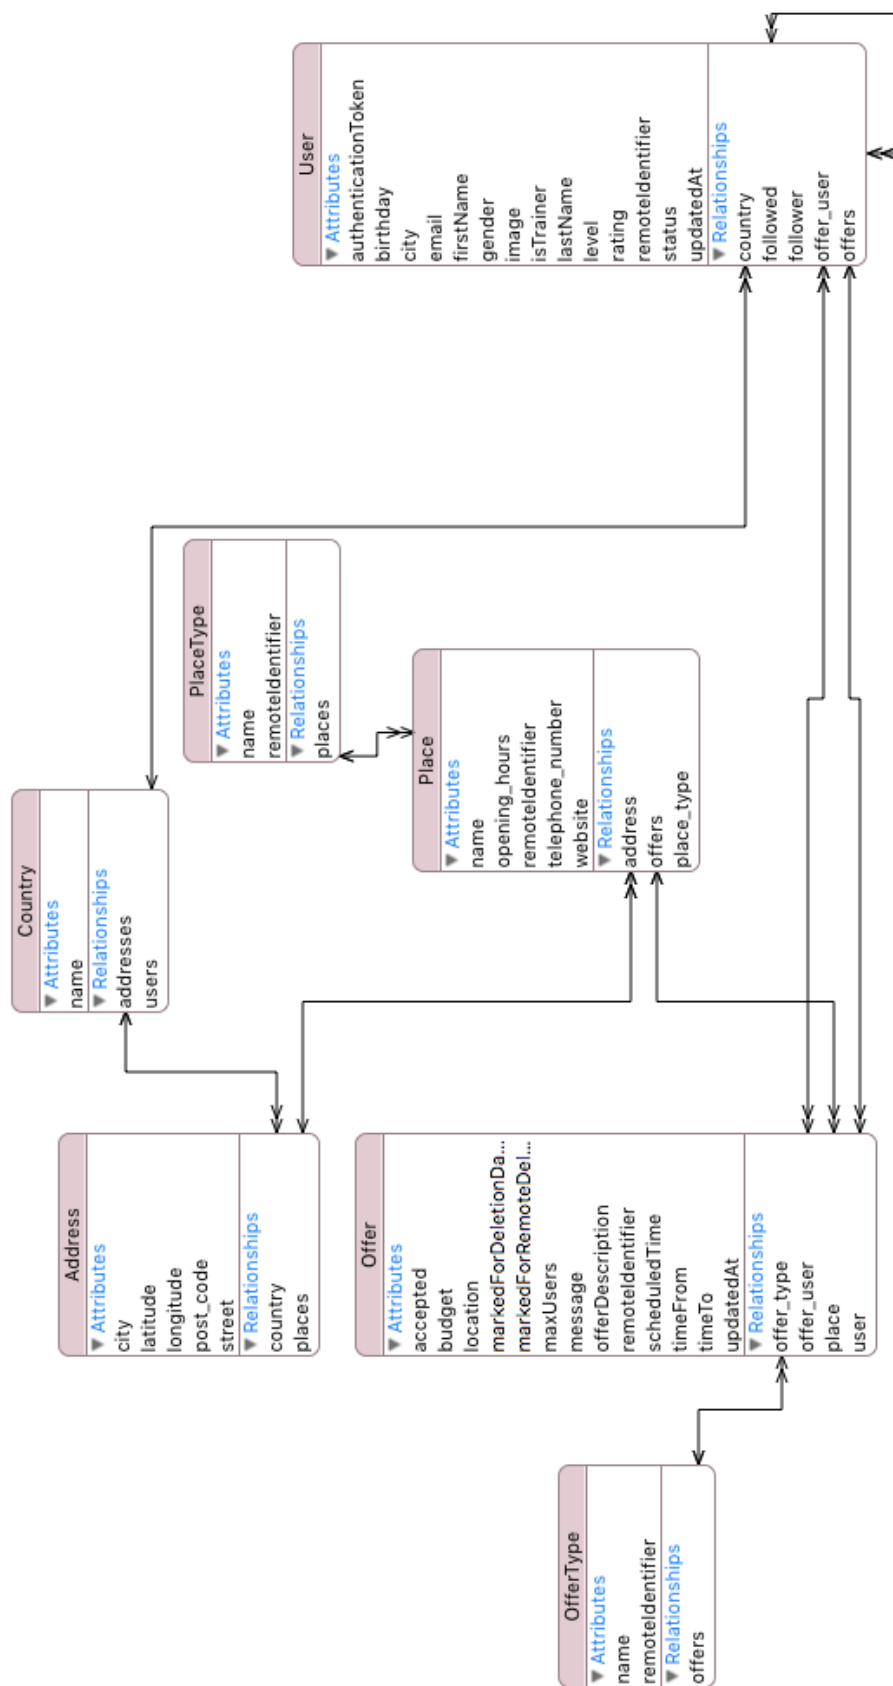 OfferType
▼ Attributes
name
remoteIdentifier
▼ Relationships
offers
Address
▼ Attributes
city
latitude
longitude
post_code
street
▼ Relationships
country
places
Offer
▼ Attributes
accepted
budget
location
markedForDeletionDa...
markedForRemoteDel...
maxUsers
message
offerDescription
remoteIdentifier
scheduledTime
timeFrom
timeTo
updatedAt
▼ Relationships
offer_type
offer_user
place
user
Country
▼ Attributes
name
▼ Relationships
addresses
users
PlaceType
▼ Attributes
name
remoteIdentifier
▼ Relationships
places
Place
▼ Attributes
name
opening_hours
remoteIdentifier
telephone_number
website
▼ Relationships
address
offers
place_type
User
▼ Attributes
authenticationToken
birthday
city
email
firstName
gender
image
isTrainer
lastName
level
rating
remoteIdentifier
status
updatedAt
▼ Relationships
country
followed
follower
offer_user
offers